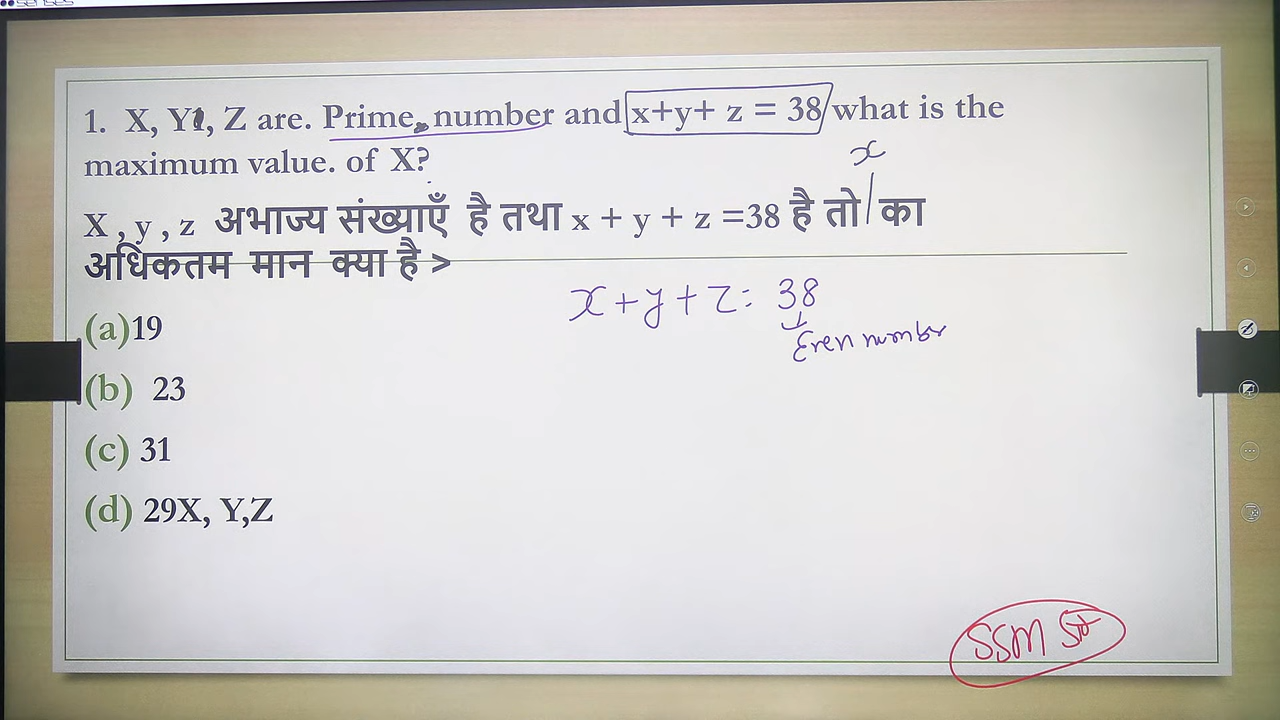 senses
1. X, Y, Z are. Prime number and x+y+ z = 38 what is the
maximum value. of X?
x
X , y , z अभाज्य संख्याएँ है तथा x + y + z =38 है तो का
अधिकतम मान क्या है >
x+y+z= 38
Even number
(a)19
(b) 23
(c) 31
(d) 29X, Y,Z
SSM